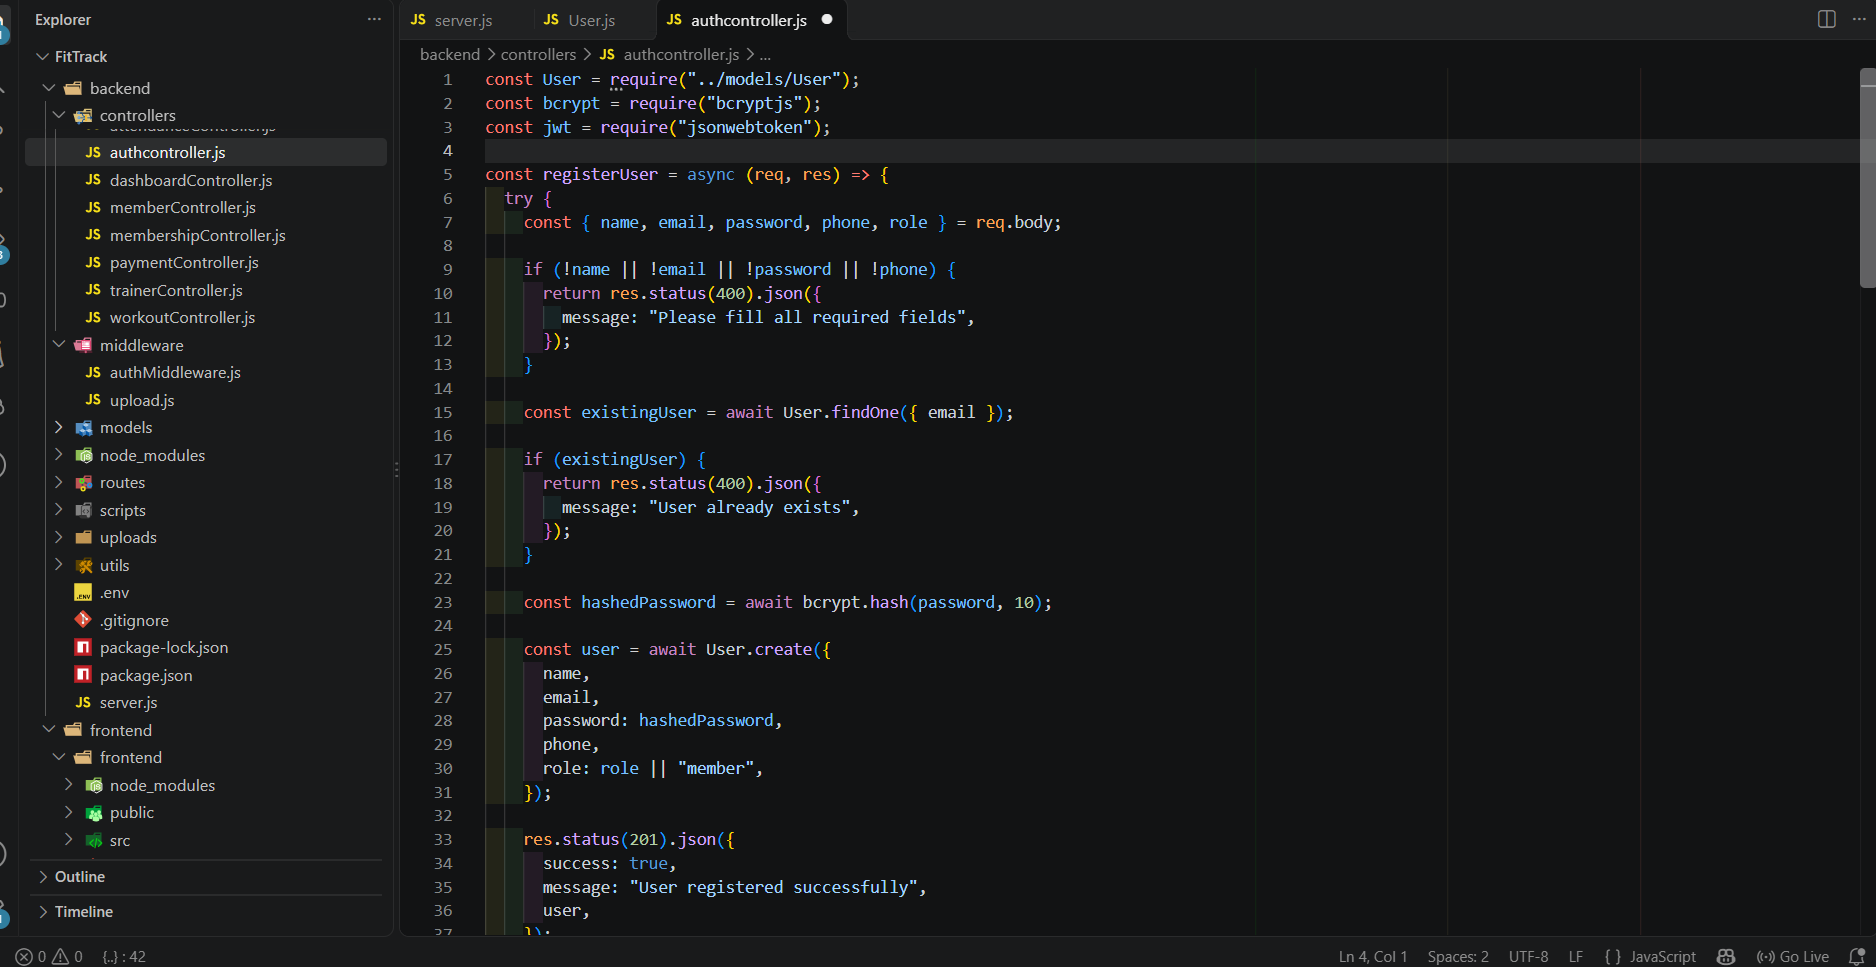 Explorer
FitTrack
backend
controllers
attendanceController.js
authcontroller.js
dashboardController.js
memberController.js
membershipController.js
paymentController.js
trainerController.js
workoutController.js
middleware
authMiddleware.js
upload.js
models
node_modules
routes
scripts
uploads
utils
.env
.gitignore
package-lock.json
package.json
server.js
frontend
frontend
node_modules
public
src
Outline
Timeline
JS server.js
JS User.js
JS authcontroller.js
backend > controllers > JS authcontroller.js > ...
1 const User = require("../models/User");
2 const bcrypt = require("bcryptjs");
3 const jwt = require("jsonwebtoken");
4
5 const registerUser = async (req, res) => {
6 try {
7 const { name, email, password, phone, role } = req.body;
8
9 if (!name || !email || !password || !phone) {
10 return res.status(400).json({
11 message: "Please fill all required fields",
12 });
13 }
14
15 const existingUser = await User.findOne({ email });
16
17 if (existingUser) {
18 return res.status(400).json({
19 message: "User already exists",
20 });
21 }
22
23 const hashedPassword = await bcrypt.hash(password, 10);
24
25 const user = await User.create({
26 name,
27 email,
28 password: hashedPassword,
29 phone,
30 role: role || "member",
31 });
32
33 res.status(201).json({
34 success: true,
35 message: "User registered successfully",
36 user,
37 });
0 0 {..} : 42
Ln 4, Col 1 Spaces: 2 UTF-8 LF { } JavaScript Go Live